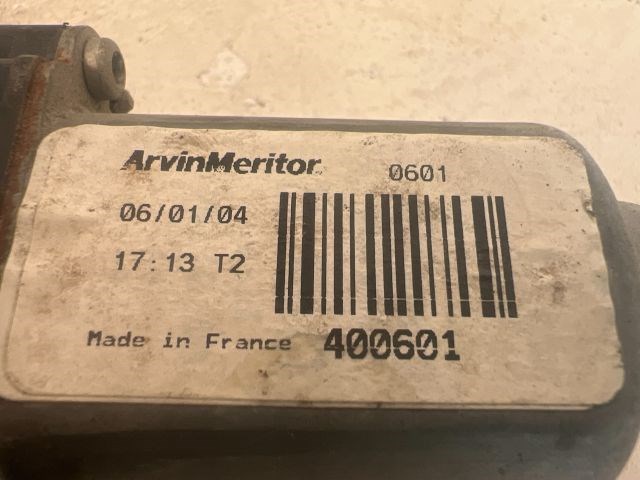 ArvinMeritor 0601
06/01/04
17:13 T2
Made in France 400601